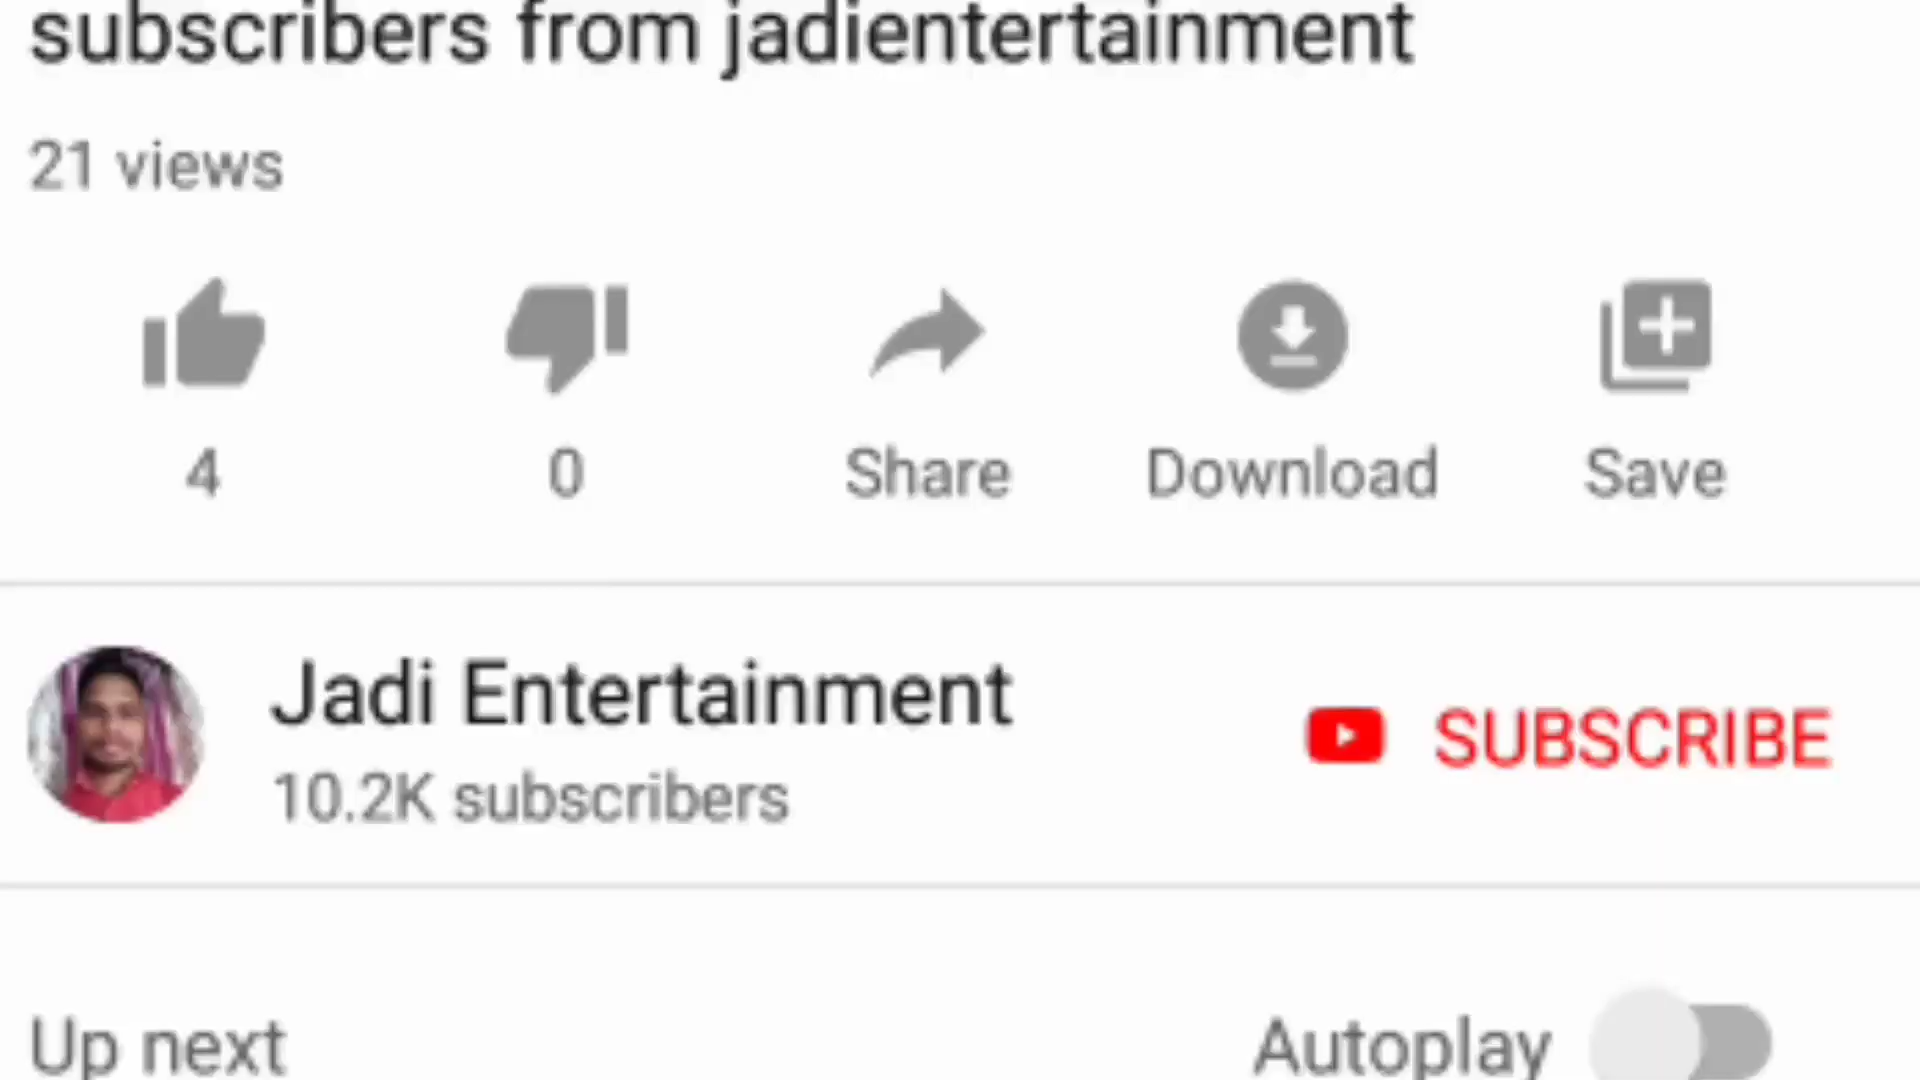 subscribers from jadientertainment
21 views
4 0 Share Download Save
Jadi Entertainment
10.2K subscribers
SUBSCRIBE
Up next Autoplay